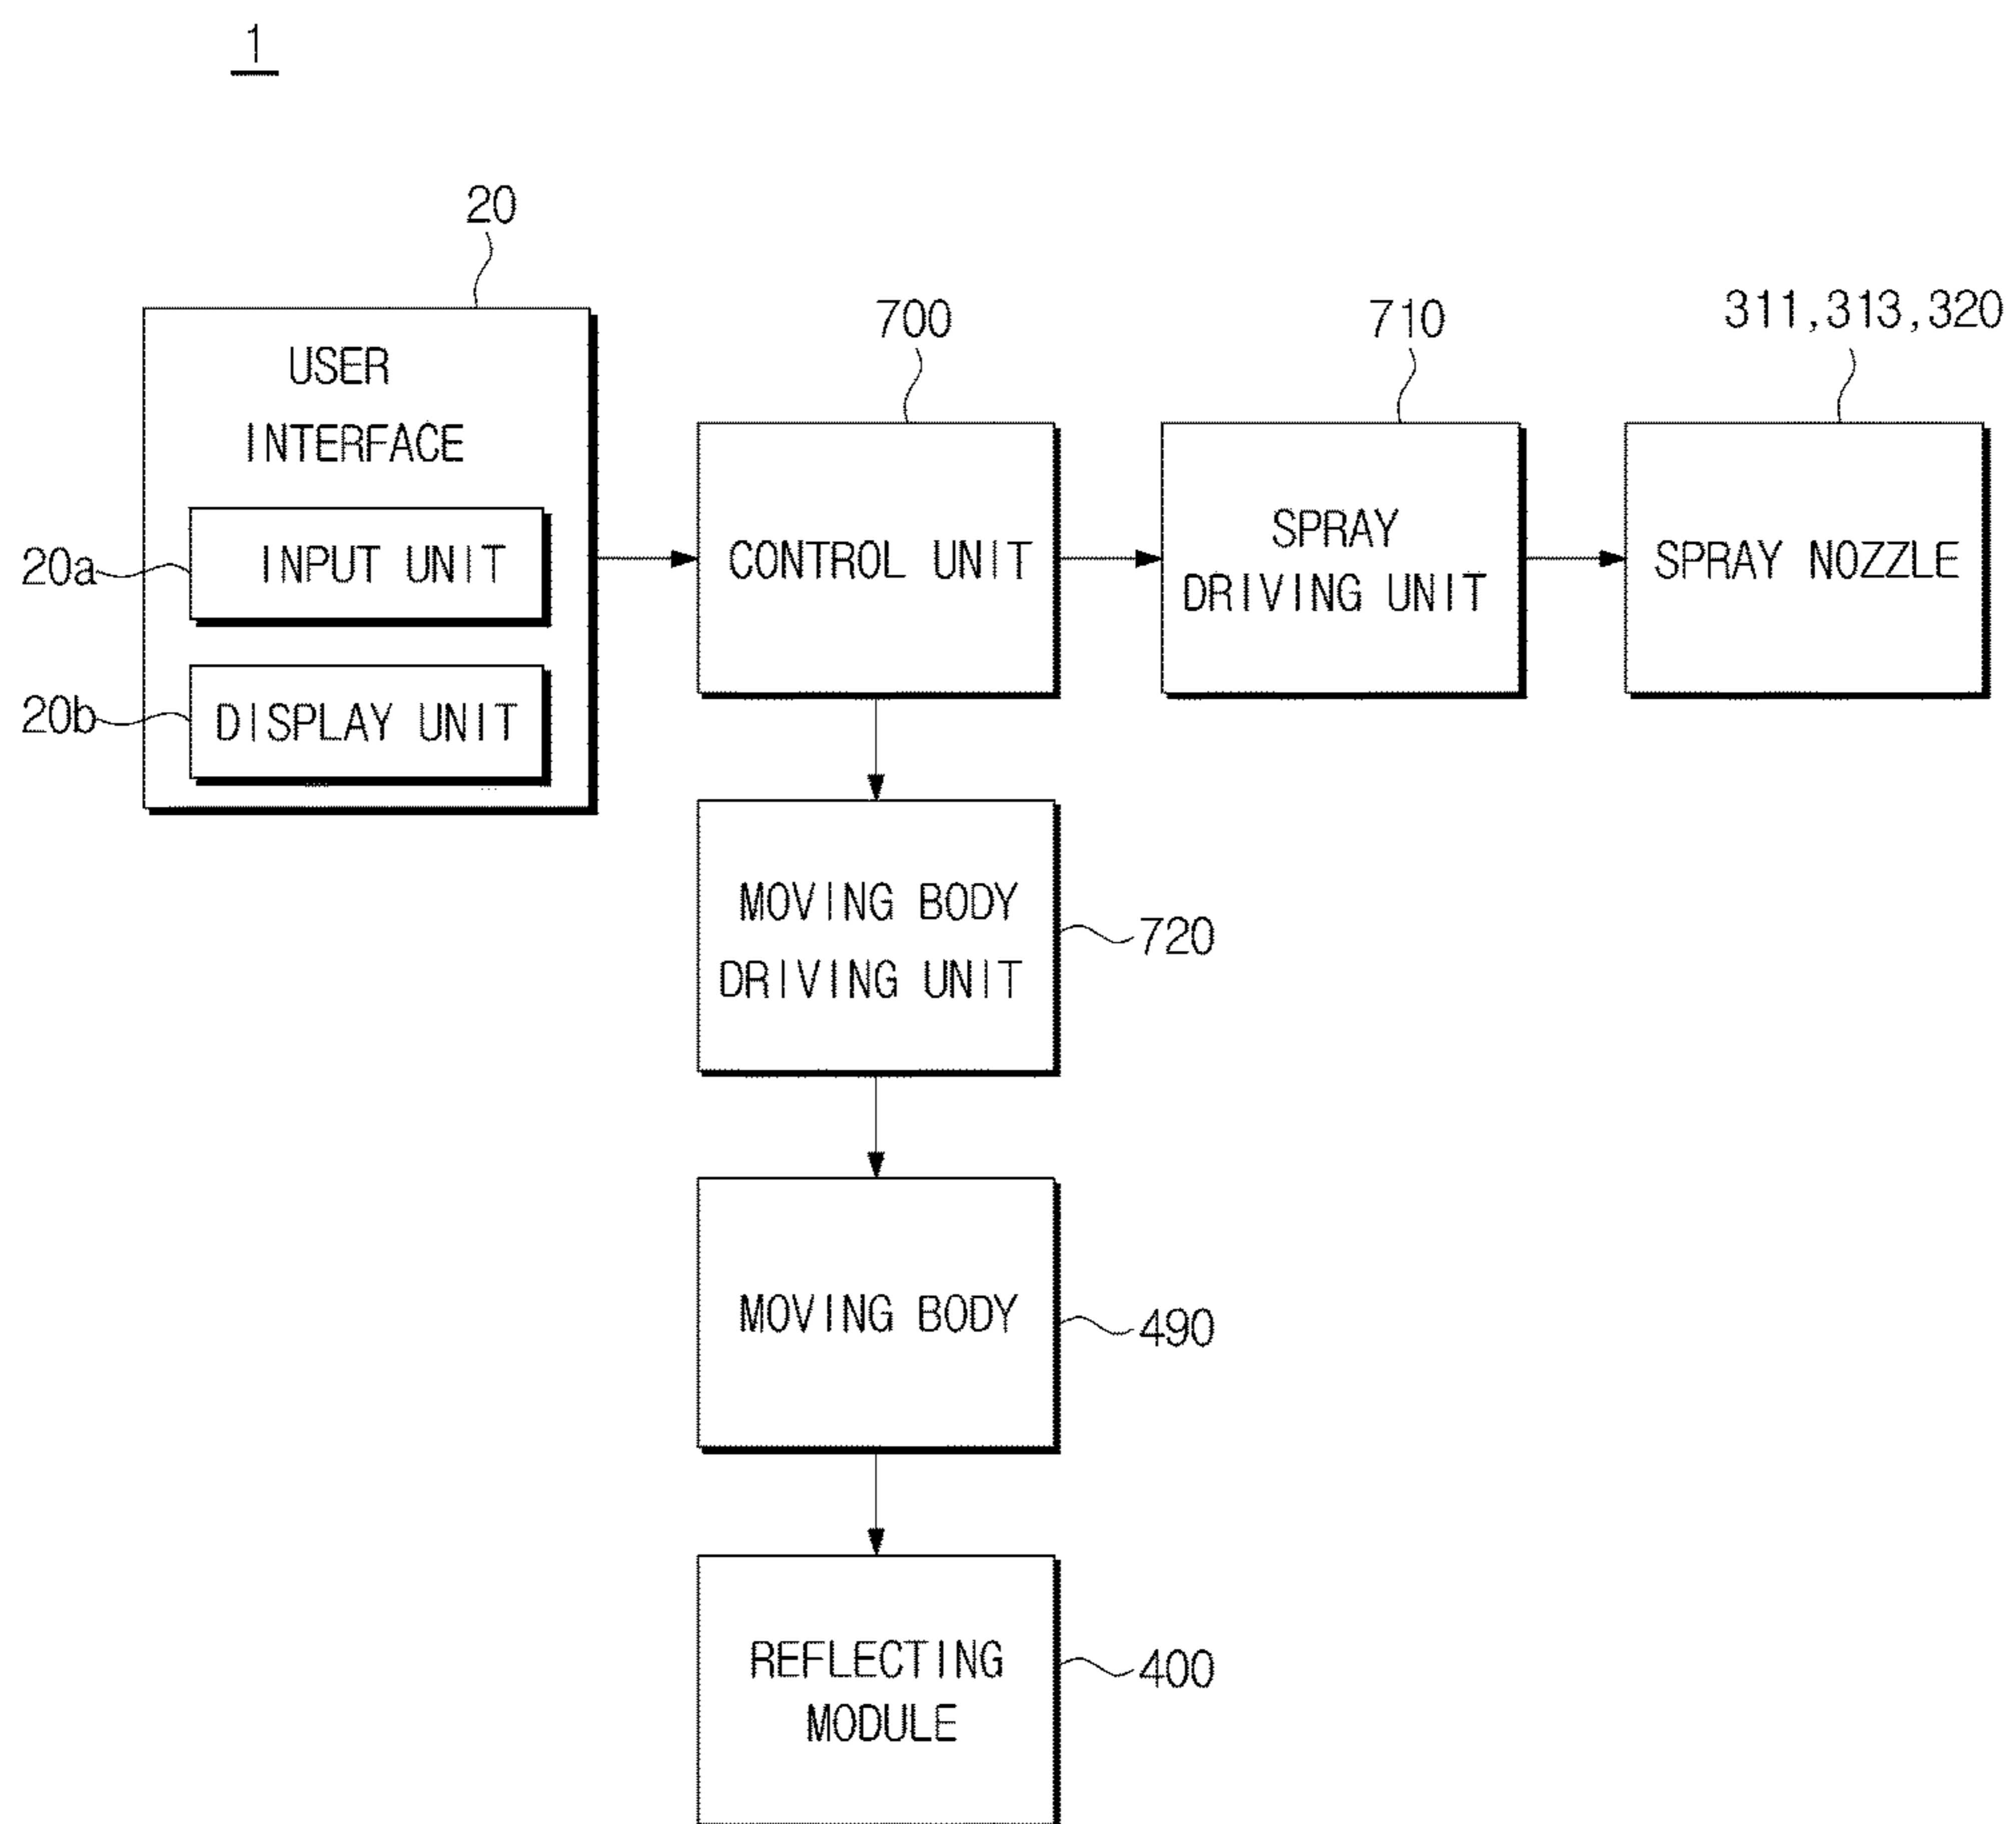 1
20
USER
INTERFACE
20a
INPUT UNIT
20b
DISPLAY UNIT
700
CONTROL UNIT
710
SPRAY
DRIVING UNIT
311,313,320
SPRAY NOZZLE
MOVING BODY
DRIVING UNIT
720
MOVING BODY
490
REFLECTING
MODULE
400